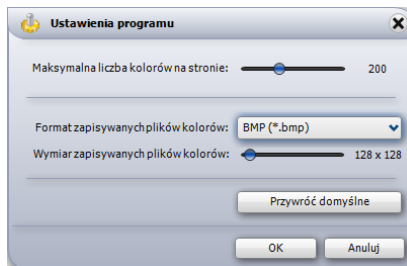 Ustawienia programu
Maksymalna liczba kolorów na stronie: 200
Format zapisywanych plików kolorów: BMP (*.bmp)
Wymiar zapisywanych plików kolorów: 128 x 128
Przywróć domyślne
OK Anuluj